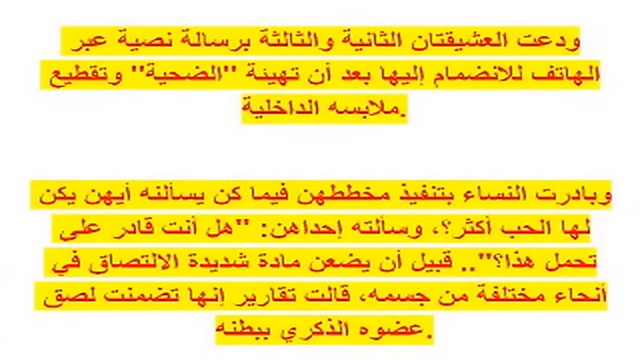 ودعت العشيقتان الثانية والثالثة برسالة نصية عبر
الهاتف للانضمام إليها بعد أن تهيئة "الضحية" وتقطيع
ملابسه الداخلية.
وبادرت النساء بتنفيذ مخططهن فيما كن يسألنه أيهن يكن
لها الحب أكثر؟، وسألته إحداهن: "هل أنت قادر على
تحمل هذا؟".. قبيل أن يضعن مادة شديدة الالتصاق في
أنحاء مختلفة من جسمه، قالت تقارير إنها تضمنت لصق
عضوه الذكري ببطنه.